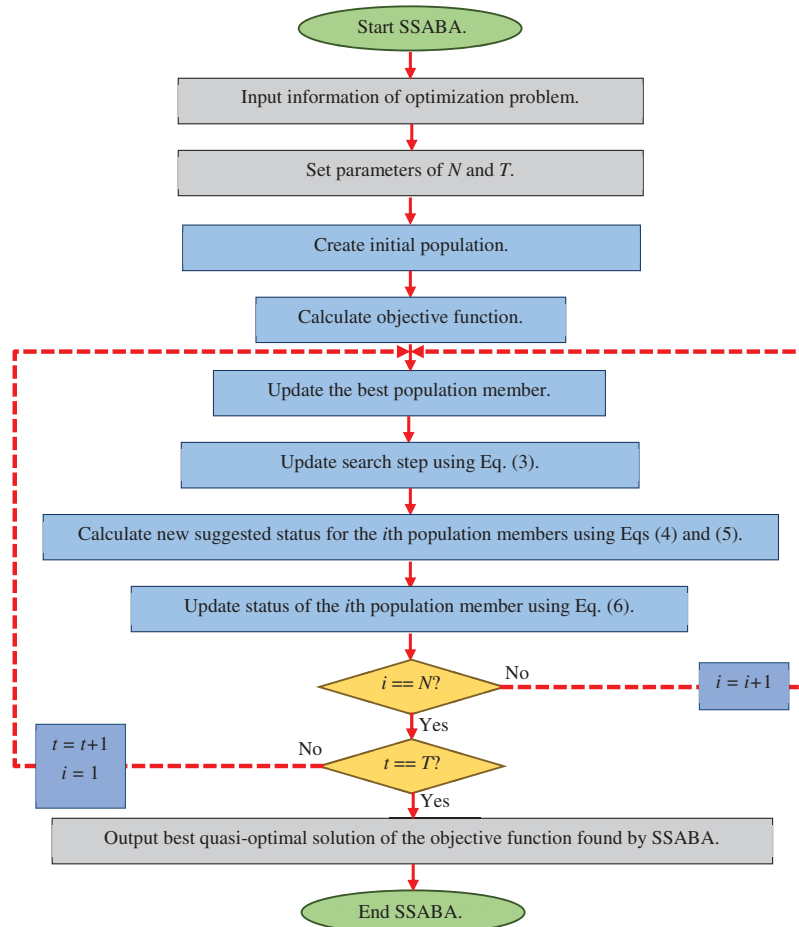 Start SSABA.
Input information of optimization problem.
Set parameters of N and T.
Create initial population.
Calculate objective function.
Update the best population member.
Update search step using Eq. (3).
Calculate new suggested status for the ith population members using Eqs (4) and (5).
Update status of the ith population member using Eq. (6).
i == N?
No
i = i+1
Yes
t == T?
No
t = t+1
i = 1
Yes
Output best quasi-optimal solution of the objective function found by SSABA.
End SSABA.